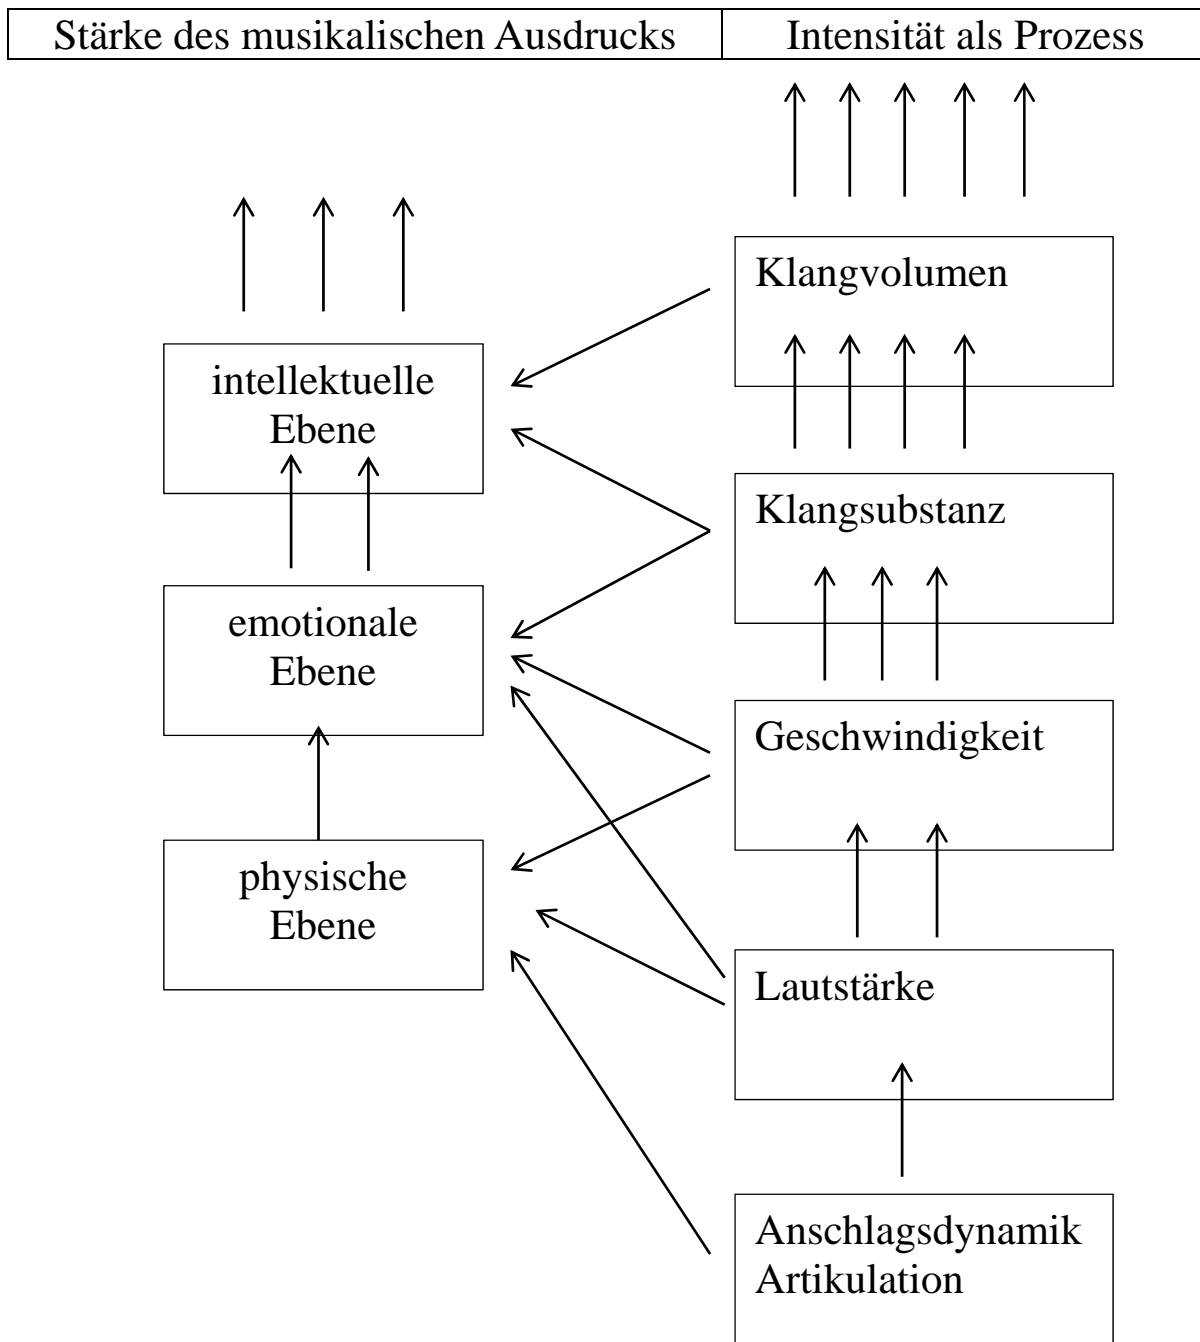 Stärke des musikalischen Ausdrucks
Intensität als Prozess
Klangvolumen
intellektuelle
Ebene
Klangsubstanz
emotionale
Ebene
Geschwindigkeit
physische
Ebene
Lautstärke
Anschlagsdynamik
Artikulation